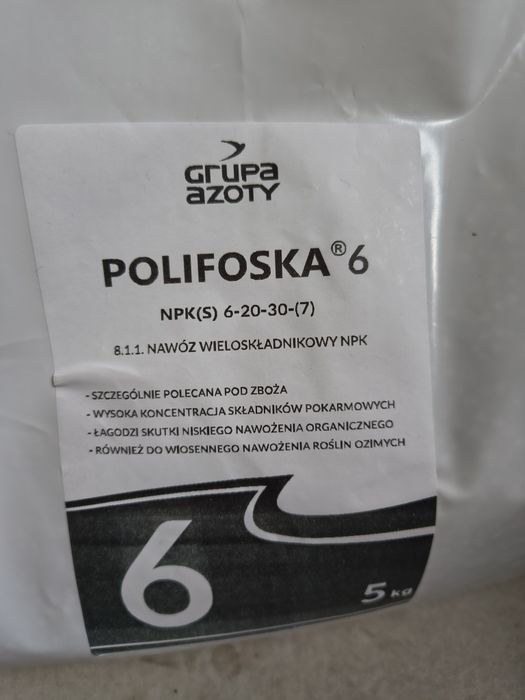 GRUPA
AZOTY
POLIFOSKA®6
NPK(S) 6-20-30-(7)
8.1.1. NAWÓZ WIELOSKŁADNIKOWY NPK
- SZCZEGÓLNIE POLECANA POD ZBOŻA
- WYSOKA KONCENTRACJA SKŁADNIKÓW POKARMOWYCH
- ŁAGODZI SKUTKI NISKIEGO NAWOŻENIA ORGANICZNEGO
- RÓWNIEŻ DO WIOSENNEGO NAWOŻENIA ROŚLIN OZIMYCH
6
5 kg